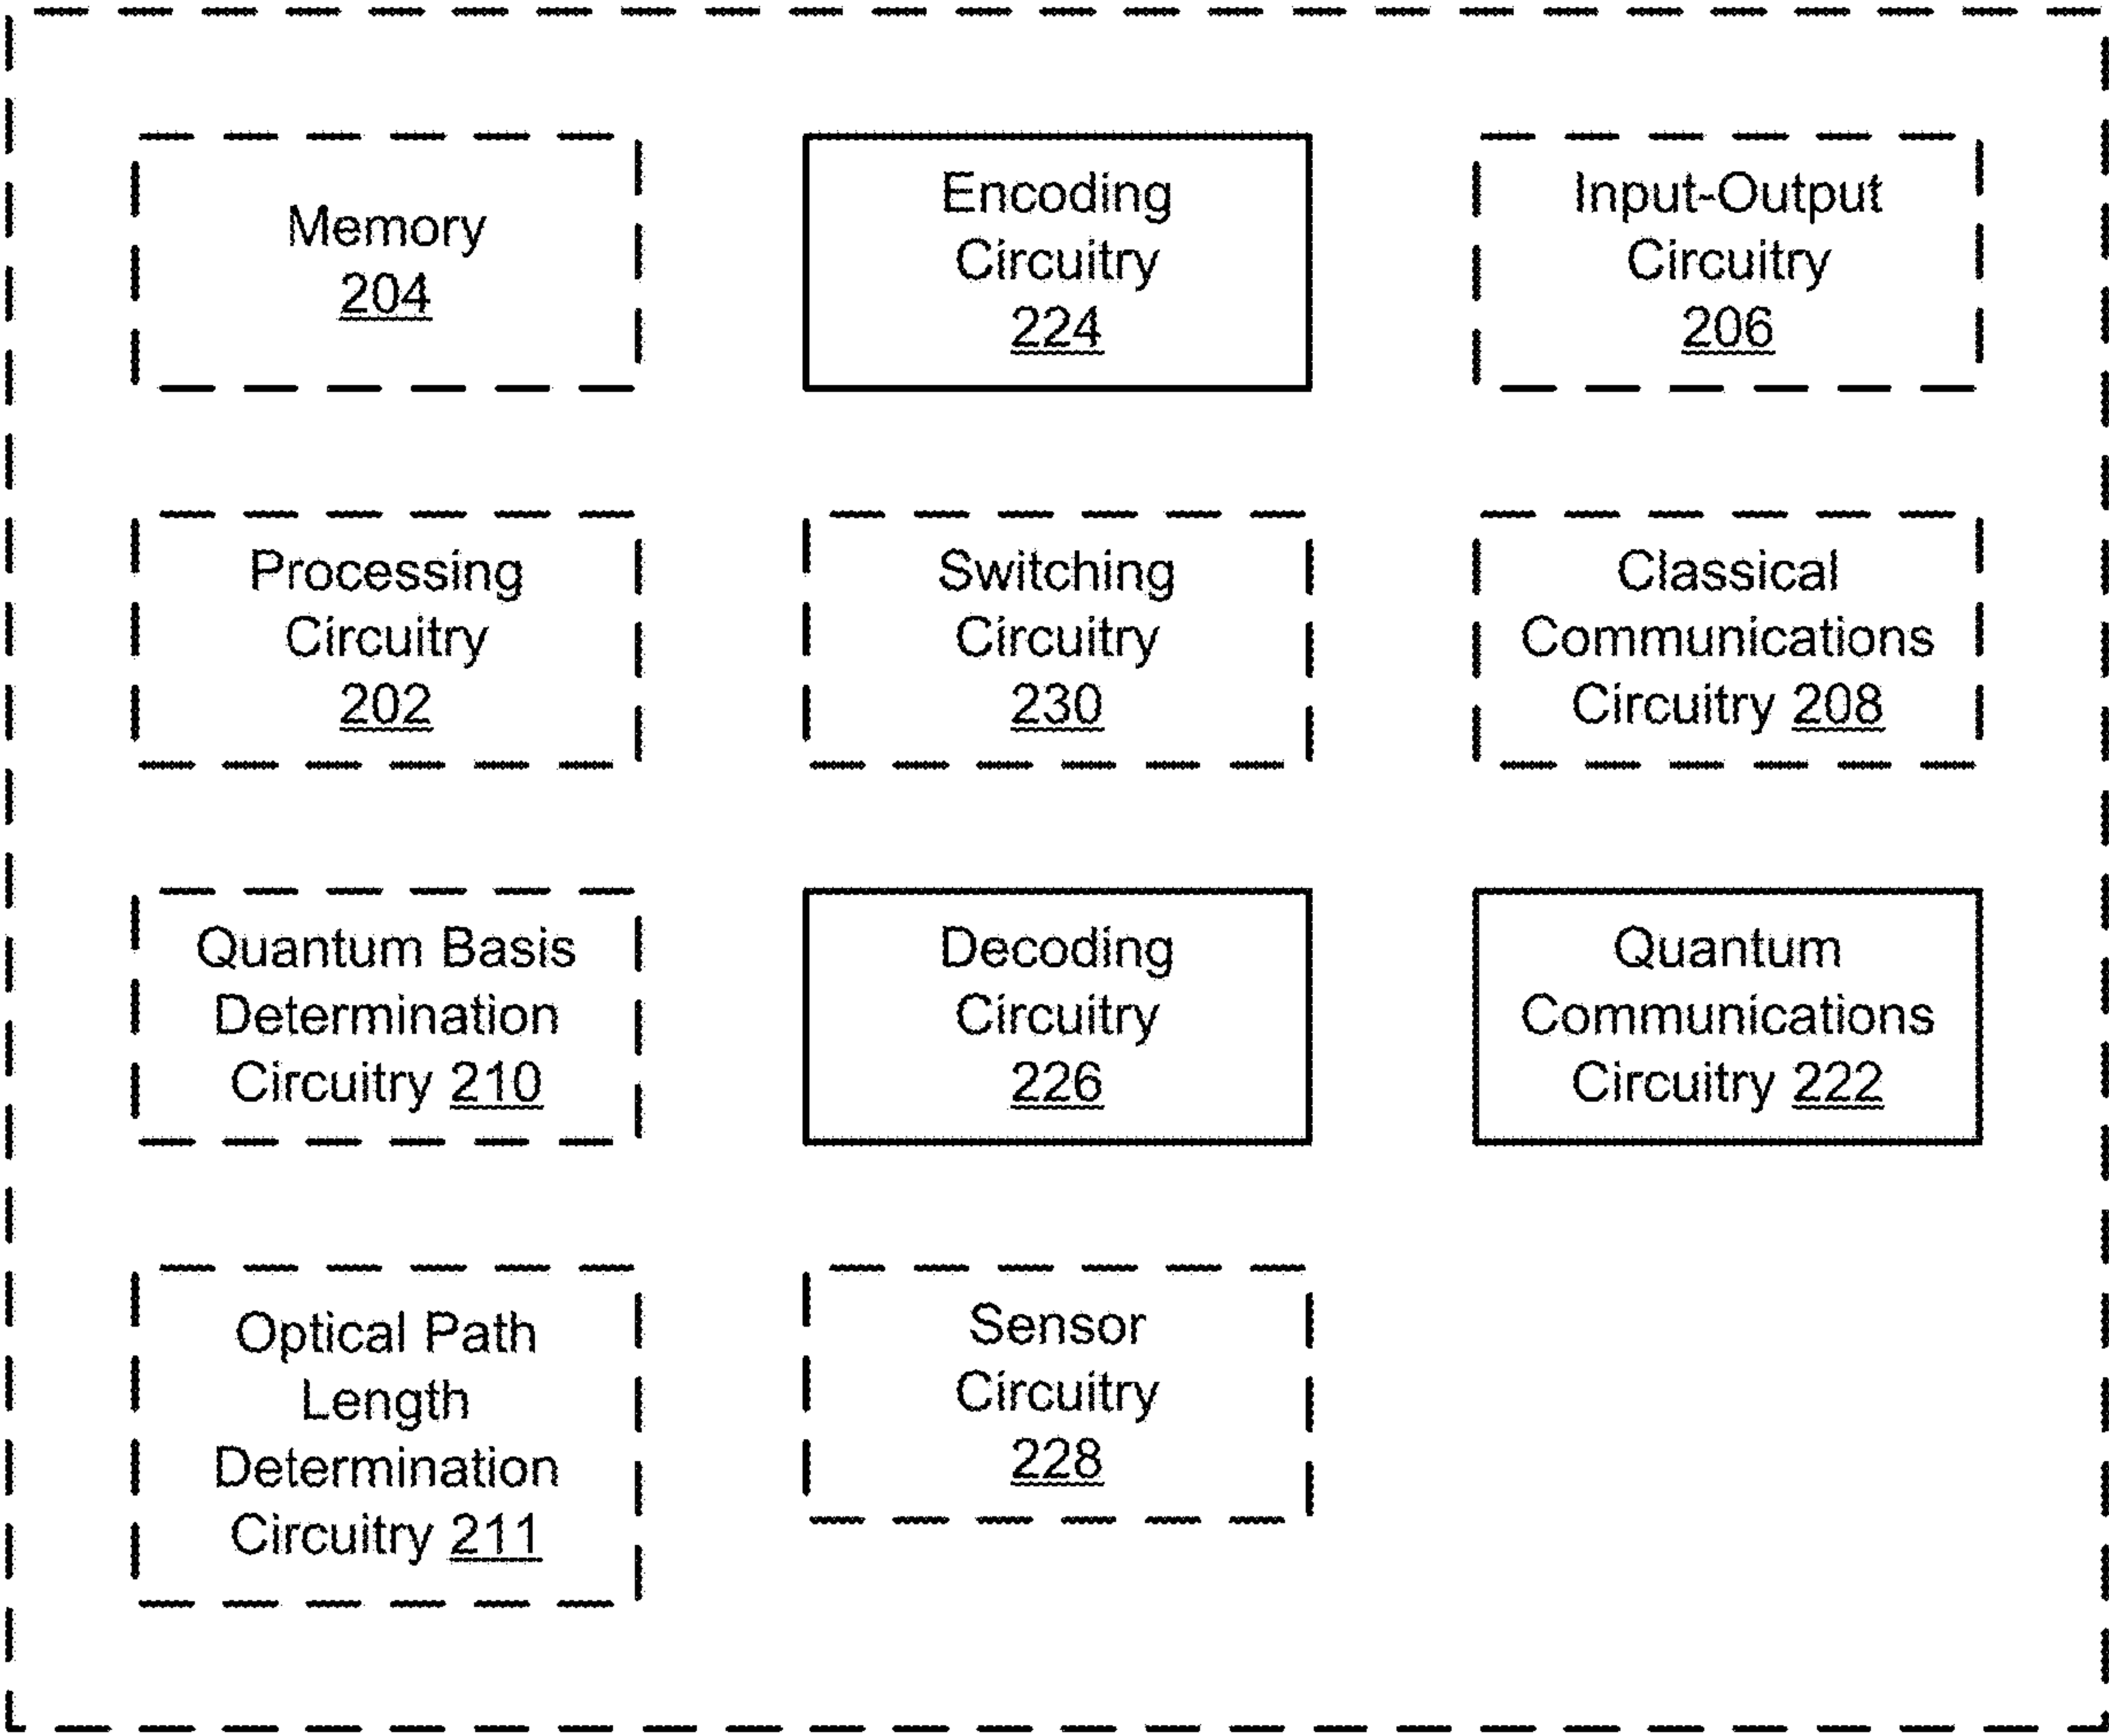 Memory
204
Encoding
Circuitry
224
Input-Output
Circuitry
206
Processing
Circuitry
202
Switching
Circuitry
230
Classical
Communications
Circuitry 208
Quantum Basis
Determination
Circuitry 210
Decoding
Circuitry
226
Quantum
Communications
Circuitry 222
Optical Path
Length
Determination
Circuitry 211
Sensor
Circuitry
228